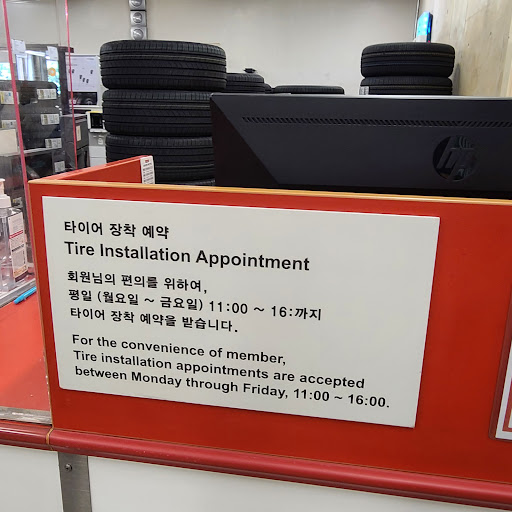 타이어 장착 예약
Tire Installation Appointment
회원님의 편의를 위하여,
평일 (월요일 ~ 금요일) 11:00 ~ 16:까지
타이어 장착 예약을 받습니다.
For the convenience of member,
Tire installation appointments are accepted
between Monday through Friday, 11:00 ~ 16:00.
hp